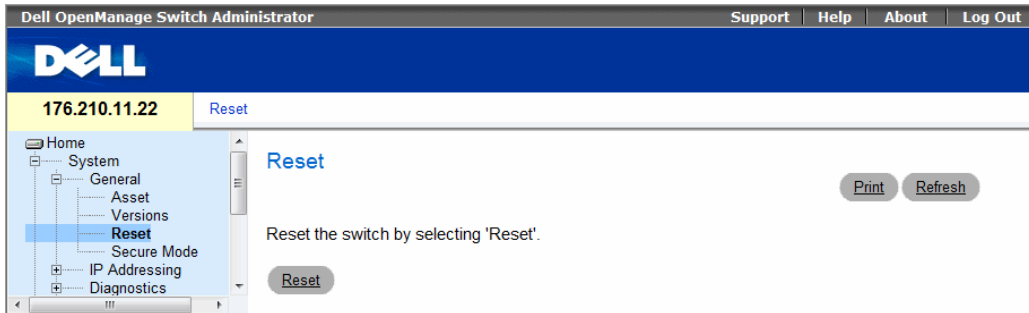 Dell OpenManage Switch Administrator Support Help About Log Out
DELL
176.210.11.22 Reset
Home
System
General
Asset
Versions
Reset
Secure Mode
IP Addressing
Diagnostics
Reset
Print Refresh
Reset the switch by selecting 'Reset'.
Reset